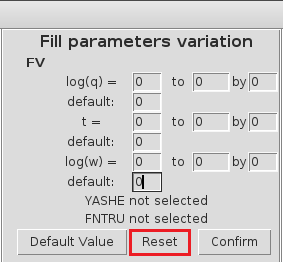 Fill parameters variation
FV
log(q) = 0 to 0 by 0
default: 0
t = 0 to 0 by 0
default: 0
log(w) = 0 to 0 by 0
default: 0
YASHE not selected
FNTRU not selected
Default Value Reset Confirm